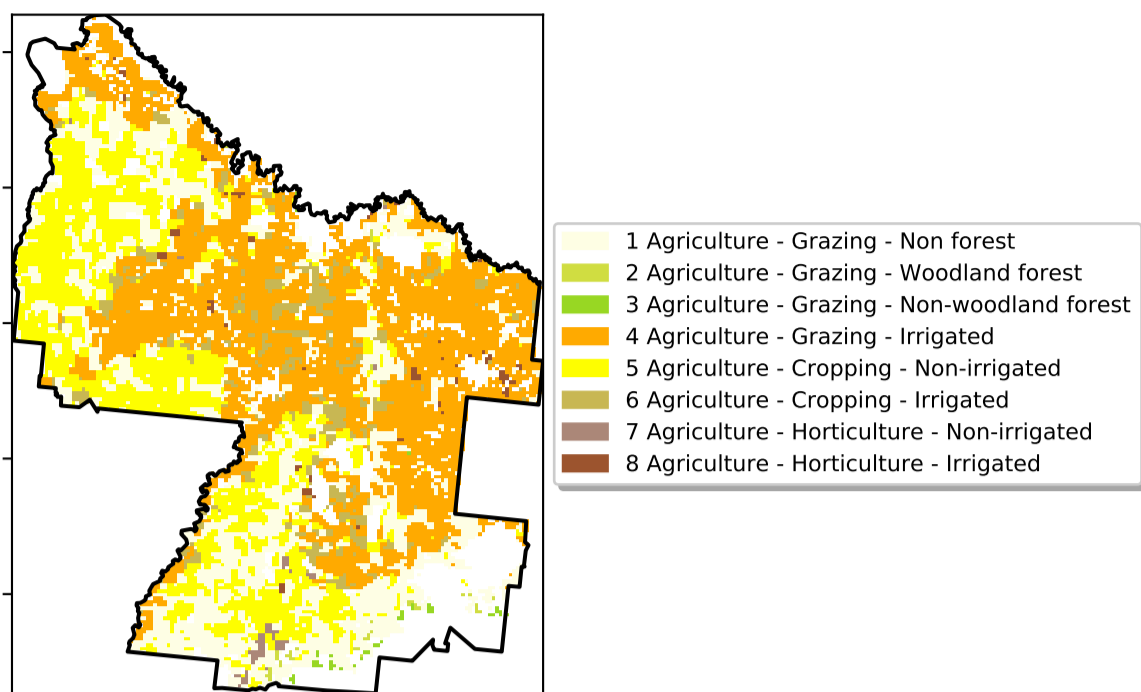 1 Agriculture - Grazing - Non forest
2 Agriculture - Grazing - Woodland forest
3 Agriculture - Grazing - Non-woodland forest
4 Agriculture - Grazing - Irrigated
5 Agriculture - Cropping - Non-irrigated
6 Agriculture - Cropping - Irrigated
7 Agriculture - Horticulture - Non-irrigated
8 Agriculture - Horticulture - Irrigated